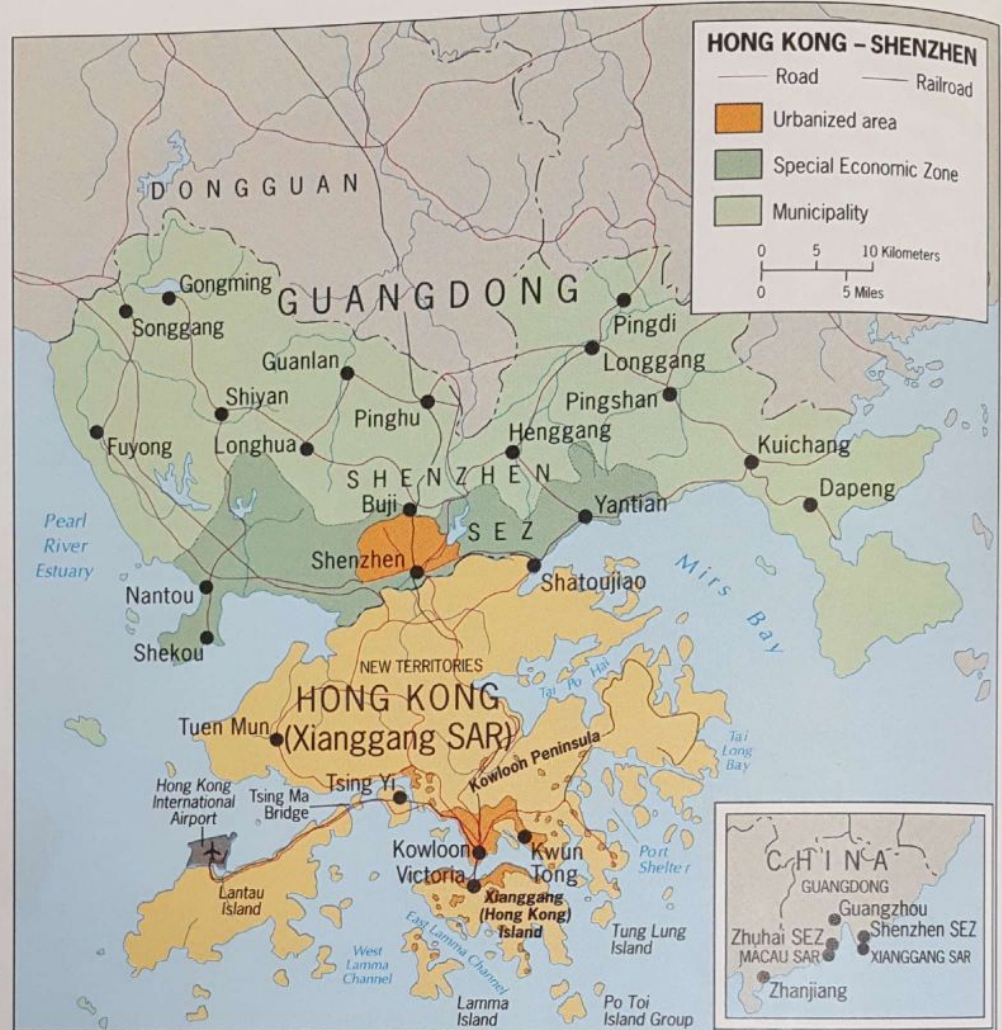 HONG KONG – SHENZHEN
Road Railroad
Urbanized area
Special Economic Zone
Municipality
0 5 10 Kilometers
0 5 Miles
DONGGUAN
GUANGDONG
Gongming
Songgang
Pingdi
Guanlan
Longgang
Shiyan
Pinghu
Pingshan
Fuyong
Longhua
Henggang
Kuichang
SHENZHEN
Buji
Yantian
Dapeng
SEZ
Pearl
River
Estuary
Shenzhen
Shatoujiao
Nantou
Mirs Bay
Shekou
NEW TERRITORIES
Tai Po Hai
HONG KONG
(Xianggang SAR)
Tuen Mun
Kowloon Peninsula
Tai
Long
Bay
Hong Kong
International
Airport
Tsing Ma
Bridge
Tsing Yi
Kowloon
Kwun
Tong
Port
Shelter
Victoria
Lantau
Island
Xianggang
(Hong Kong)
Island
East Lamma Channel
Tung Lung
Island
West
Lamma
Channel
Lamma
Island
Po Toi
Island Group
CHINA
GUANGDONG
Guangzhou
Shenzhen SEZ
Zhuhai SEZ
MACAU SAR
XIANGGANG SAR
Zhanjiang